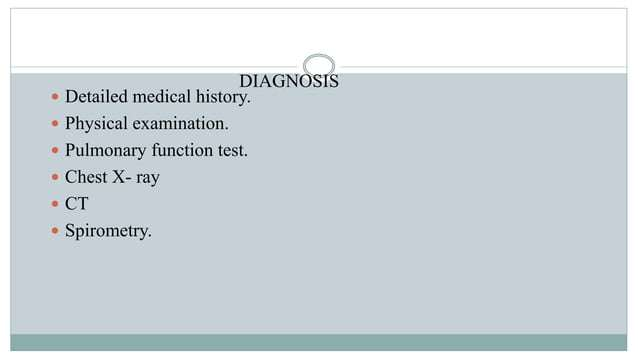 DIAGNOSIS
Detailed medical history.
Physical examination.
Pulmonary function test.
Chest X- ray
CT
Spirometry.